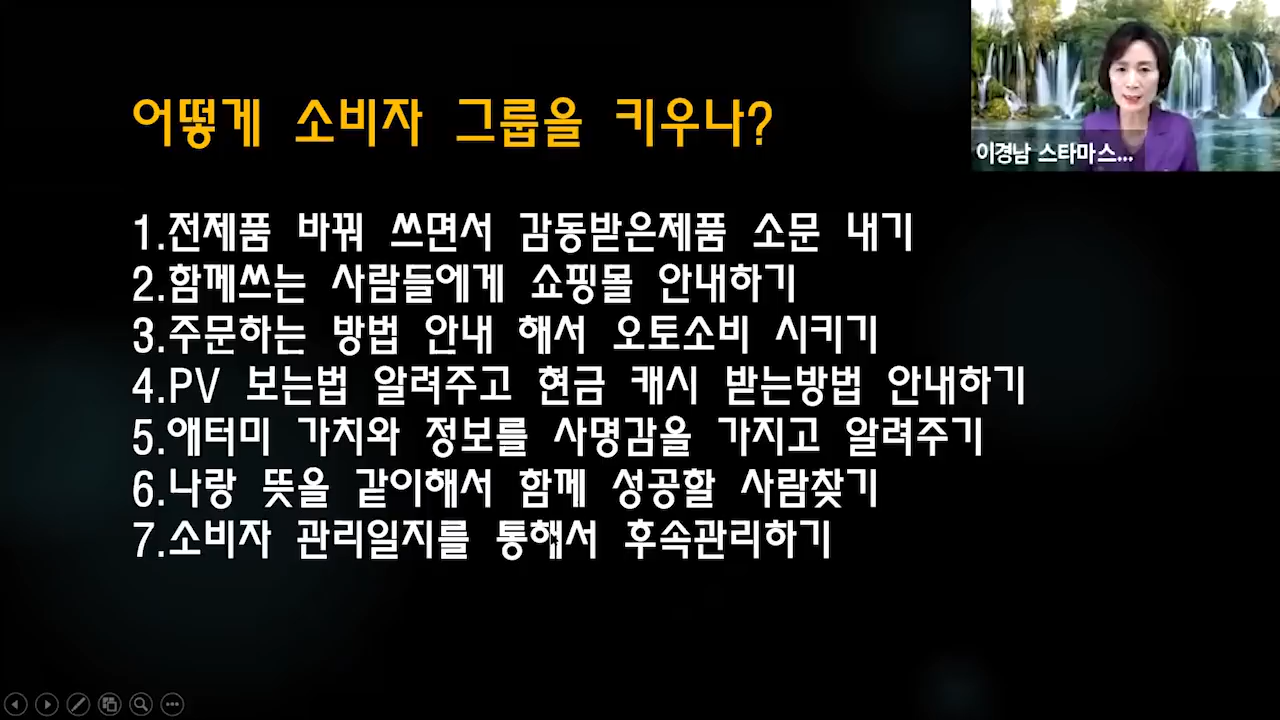 어떻게 소비자 그룹을 키우나?
이경남 스타마스...
1.전제품 바꿔 쓰면서 감동받은제품 소문 내기
2.함께쓰는 사람들에게 쇼핑몰 안내하기
3.주문하는 방법 안내 해서 오토소비 시키기
4.PV 보는법 알려주고 현금 캐시 받는방법 안내하기
5.애터미 가치와 정보를 사명감을 가지고 알려주기
6.나랑 뜻을 같이해서 함께 성공할 사람찾기
7.소비자 관리일지를 통해서 후속관리하기